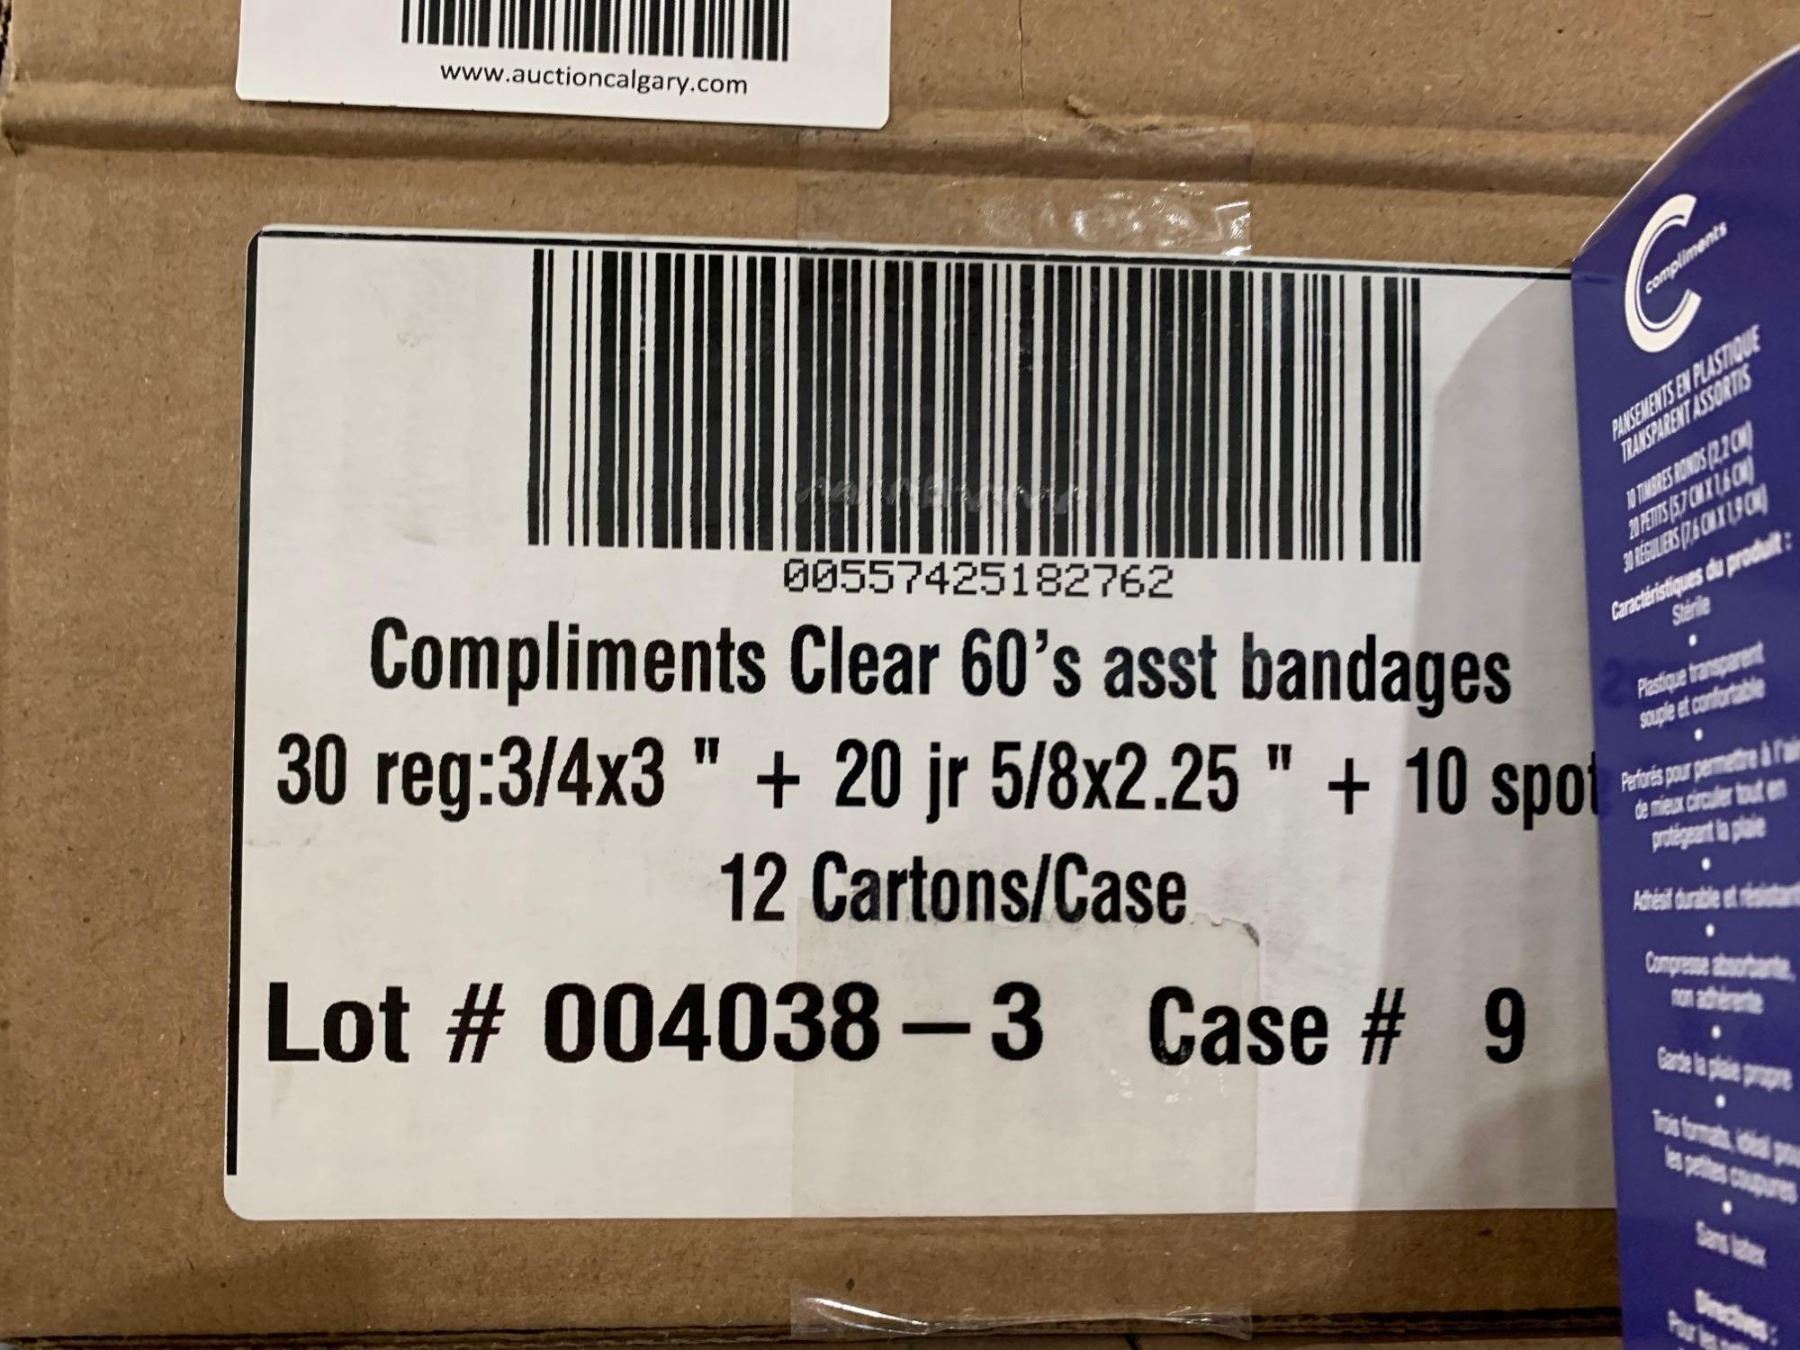 www.auctioncalgary.com
00557425182762
Compliments Clear 60's asst bandages
30 reg:3/4x3 " + 20 jr 5/8x2.25 " + 10 spot
12 Cartons/Case
Lot # 004038 – 3 Case # 9
compliments
PANSEMENTS EN PLASTIQUE
TRANSPARENT ASSORTIS
10 TIMBRES RONDS (2,2 CM)
20 PETITS (5,7 CM X 1,6 CM)
30 RÉGULIERS (7,6 CM X 1,9 CM)
Caractéristiques du produit :
Stérile
• Plastique transparent
souple et confortable
• Perforés pour permettre à l'air
de mieux circuler tout en
protégeant la plaie
• Adhésif durable et résistant
• Compresse absorbante,
non adhérente
• Garde la plaie propre
• Trois formats, idéal pou
les petites coupures
• Sans latex
Directives :
Pour les